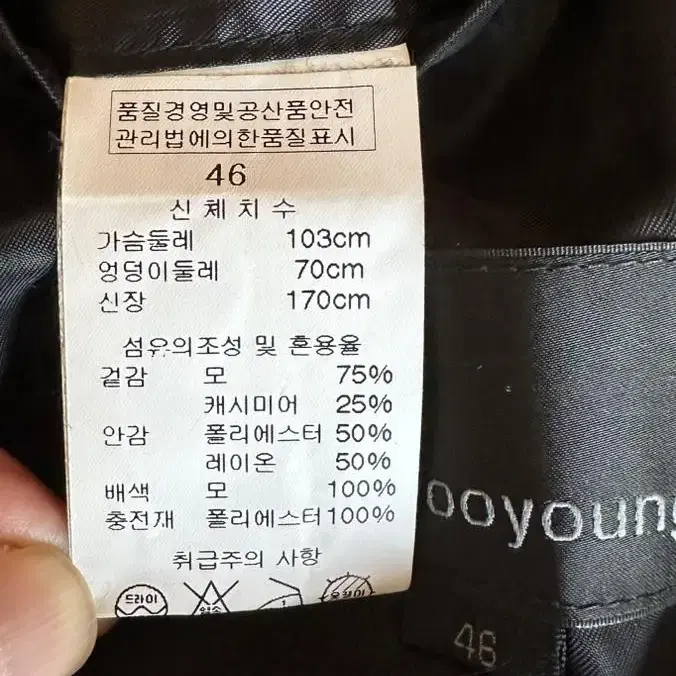 품질경영및공산품안전
관리법에의한품질표시
46
신체치수
가슴둘레 103cm
엉덩이둘레 70cm
신장 170cm
섬유의조성 및 혼용율
겉감 모 75%
캐시미어 25%
안감 폴리에스터 50%
레이온 50%
배색 모 100%
충전재 폴리에스터100%
취급주의 사항
드라이
ooyoung
46